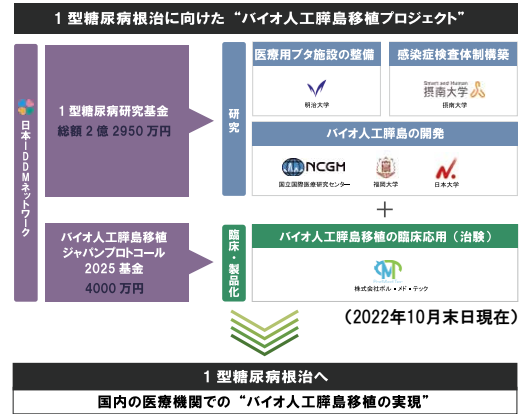 1型糖尿病根治に向けた“バイオ人工膵島移植プロジェクト”
日本IDDMネットワーク
1型糖尿病研究基金
総額2億2950万円
研究
医療用ブタ施設の整備
明治大学
感染症検査体制構築
Smart and Human
摂南大学
摂南大学
バイオ人工膵島の開発
NCGM
国立国際医療研究センター
福岡大学
日本大学
+
バイオ人工膵島移植
ジャパンプロトコール
2025基金
4000万円
臨床・製品化
バイオ人工膵島移植の臨床応用（治験）
株式会社ポル・メド・テック
（2022年10月末日現在）
1型糖尿病根治へ
国内の医療機関での“バイオ人工膵島移植の実現”